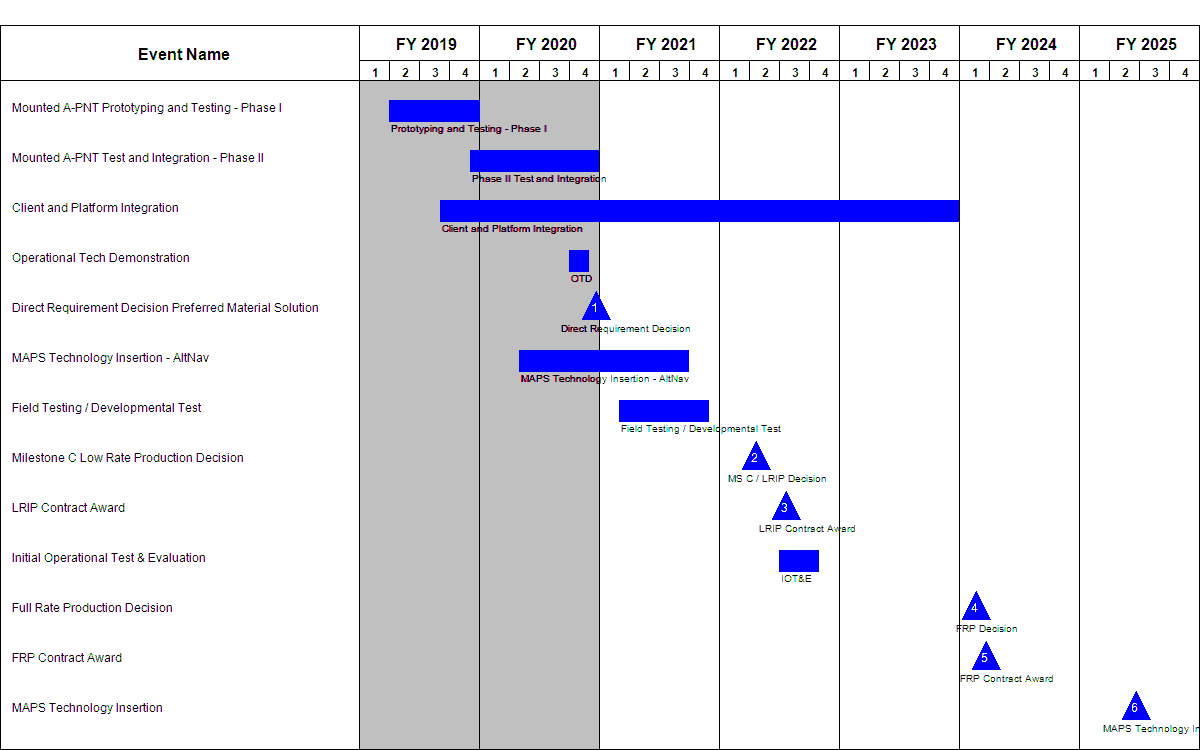 Event Name FY 2019 FY 2020 FY 2021 FY 2022 FY 2023 FY 2024 FY 2025
1 2 3 4 1 2 3 4 1 2 3 4 1 2 3 4 1 2 3 4 1 2 3 4 1 2 3 4
Mounted A-PNT Prototyping and Testing - Phase I
Prototyping and Testing - Phase I
Mounted A-PNT Test and Integration - Phase II
Phase II Test and Integration
Client and Platform Integration
Client and Platform Integration
Operational Tech Demonstration
OTD
Direct Requirement Decision Preferred Material Solution
1
Direct Requirement Decision
MAPS Technology Insertion - AltNav
MAPS Technology Insertion - AltNav
Field Testing / Developmental Test
Field Testing / Developmental Test
Milestone C Low Rate Production Decision
2
MS C / LRIP Decision
LRIP Contract Award
3
LRIP Contract Award
Initial Operational Test & Evaluation
IOT&E
Full Rate Production Decision
4
FRP Decision
FRP Contract Award
5
FRP Contract Award
MAPS Technology Insertion
6
MAPS Technology In